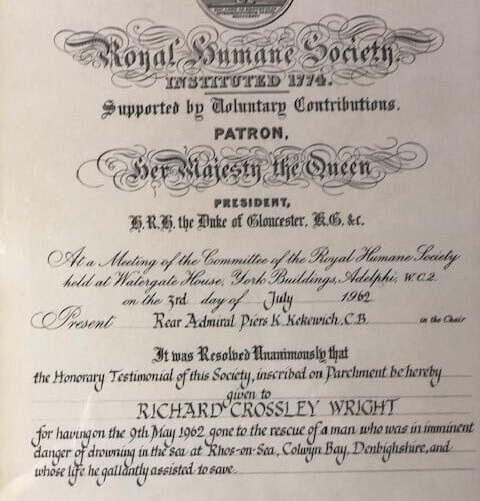 Royal Humane Society.
INSTITUTED 1774.
Supported by Voluntary Contributions.
PATRON,
Her Majesty the Queen
PRESIDENT,
H.R.H. the Duke of Gloucester, K.G. &c.
At a Meeting of the Committee of the Royal Humane Society
held at Watergate House, York Buildings, Adelphi, W.C.2.
on the 3rd day of July 1962
Present Rear Admiral Piers K. Kekewich, C.B. in the Chair
It was Resolved Unanimously that
the Honorary Testimonial of this Society, inscribed on Parchment be hereby
given to
RICHARD CROSSLEY WRIGHT
for having on the 9th May 1962 gone to the rescue of a man who was in imminent
danger of drowning in the sea at Rhos-on-Sea, Colwyn Bay, Denbighshire, and
whose life he gallantly assisted to save.